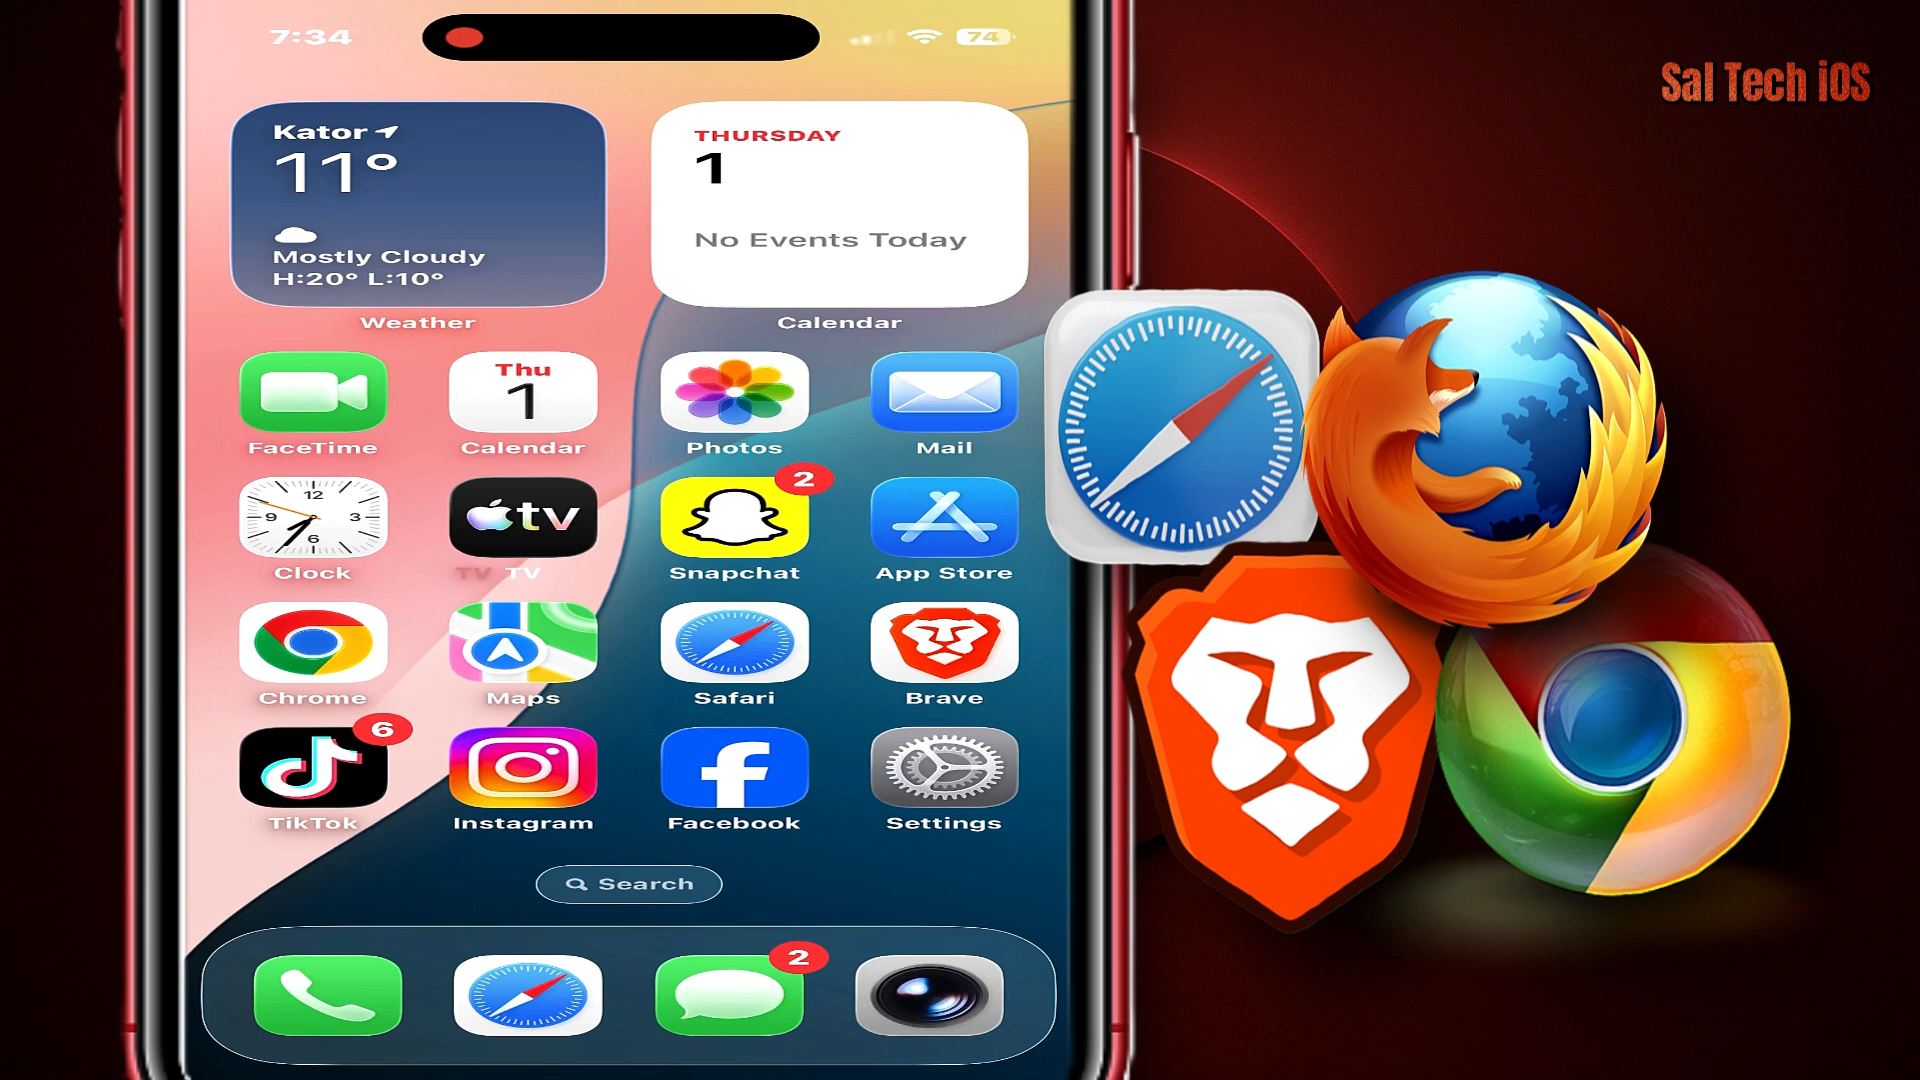 7:34
74
Sal Tech iOS
Kator
11°
Mostly Cloudy
H:20° L:10°
Weather
THURSDAY
1
No Events Today
Calendar
Thu
1
FaceTime
Calendar
Photos
Mail
12
3
6
9
tv
2
Clock
TV TV
Snapchat
App Store
Chrome
Maps
Safari
Brave
6
TikTok
Instagram
Facebook
Settings
Search
2